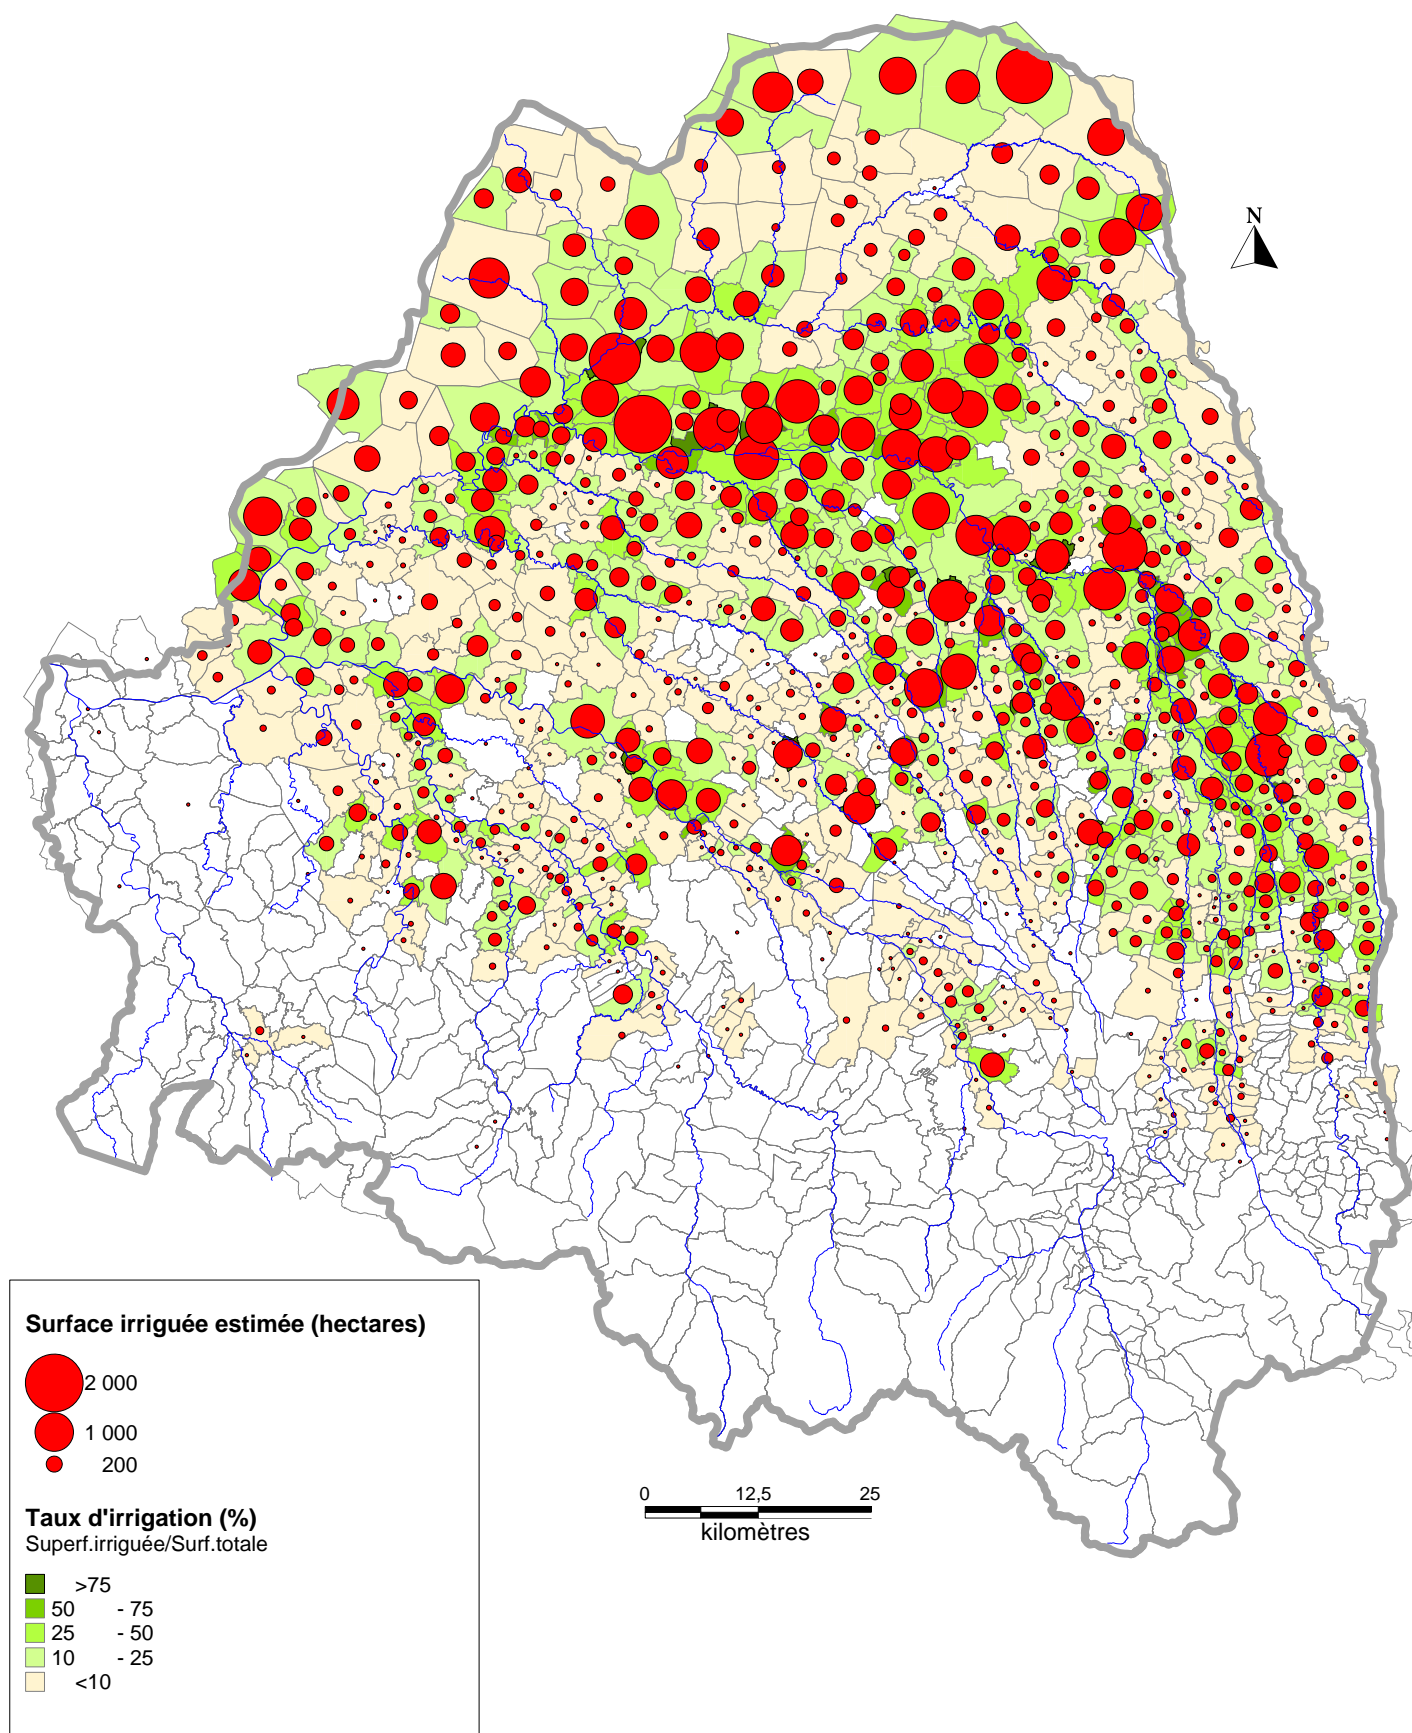 N
Surface irriguée estimée (hectares)
2 000
1 000
200
Taux d'irrigation (%)
Superf.irriguée/Surf.totale
>75
50 - 75
25 - 50
10 - 25
<10
0 12,5 25
kilomètres